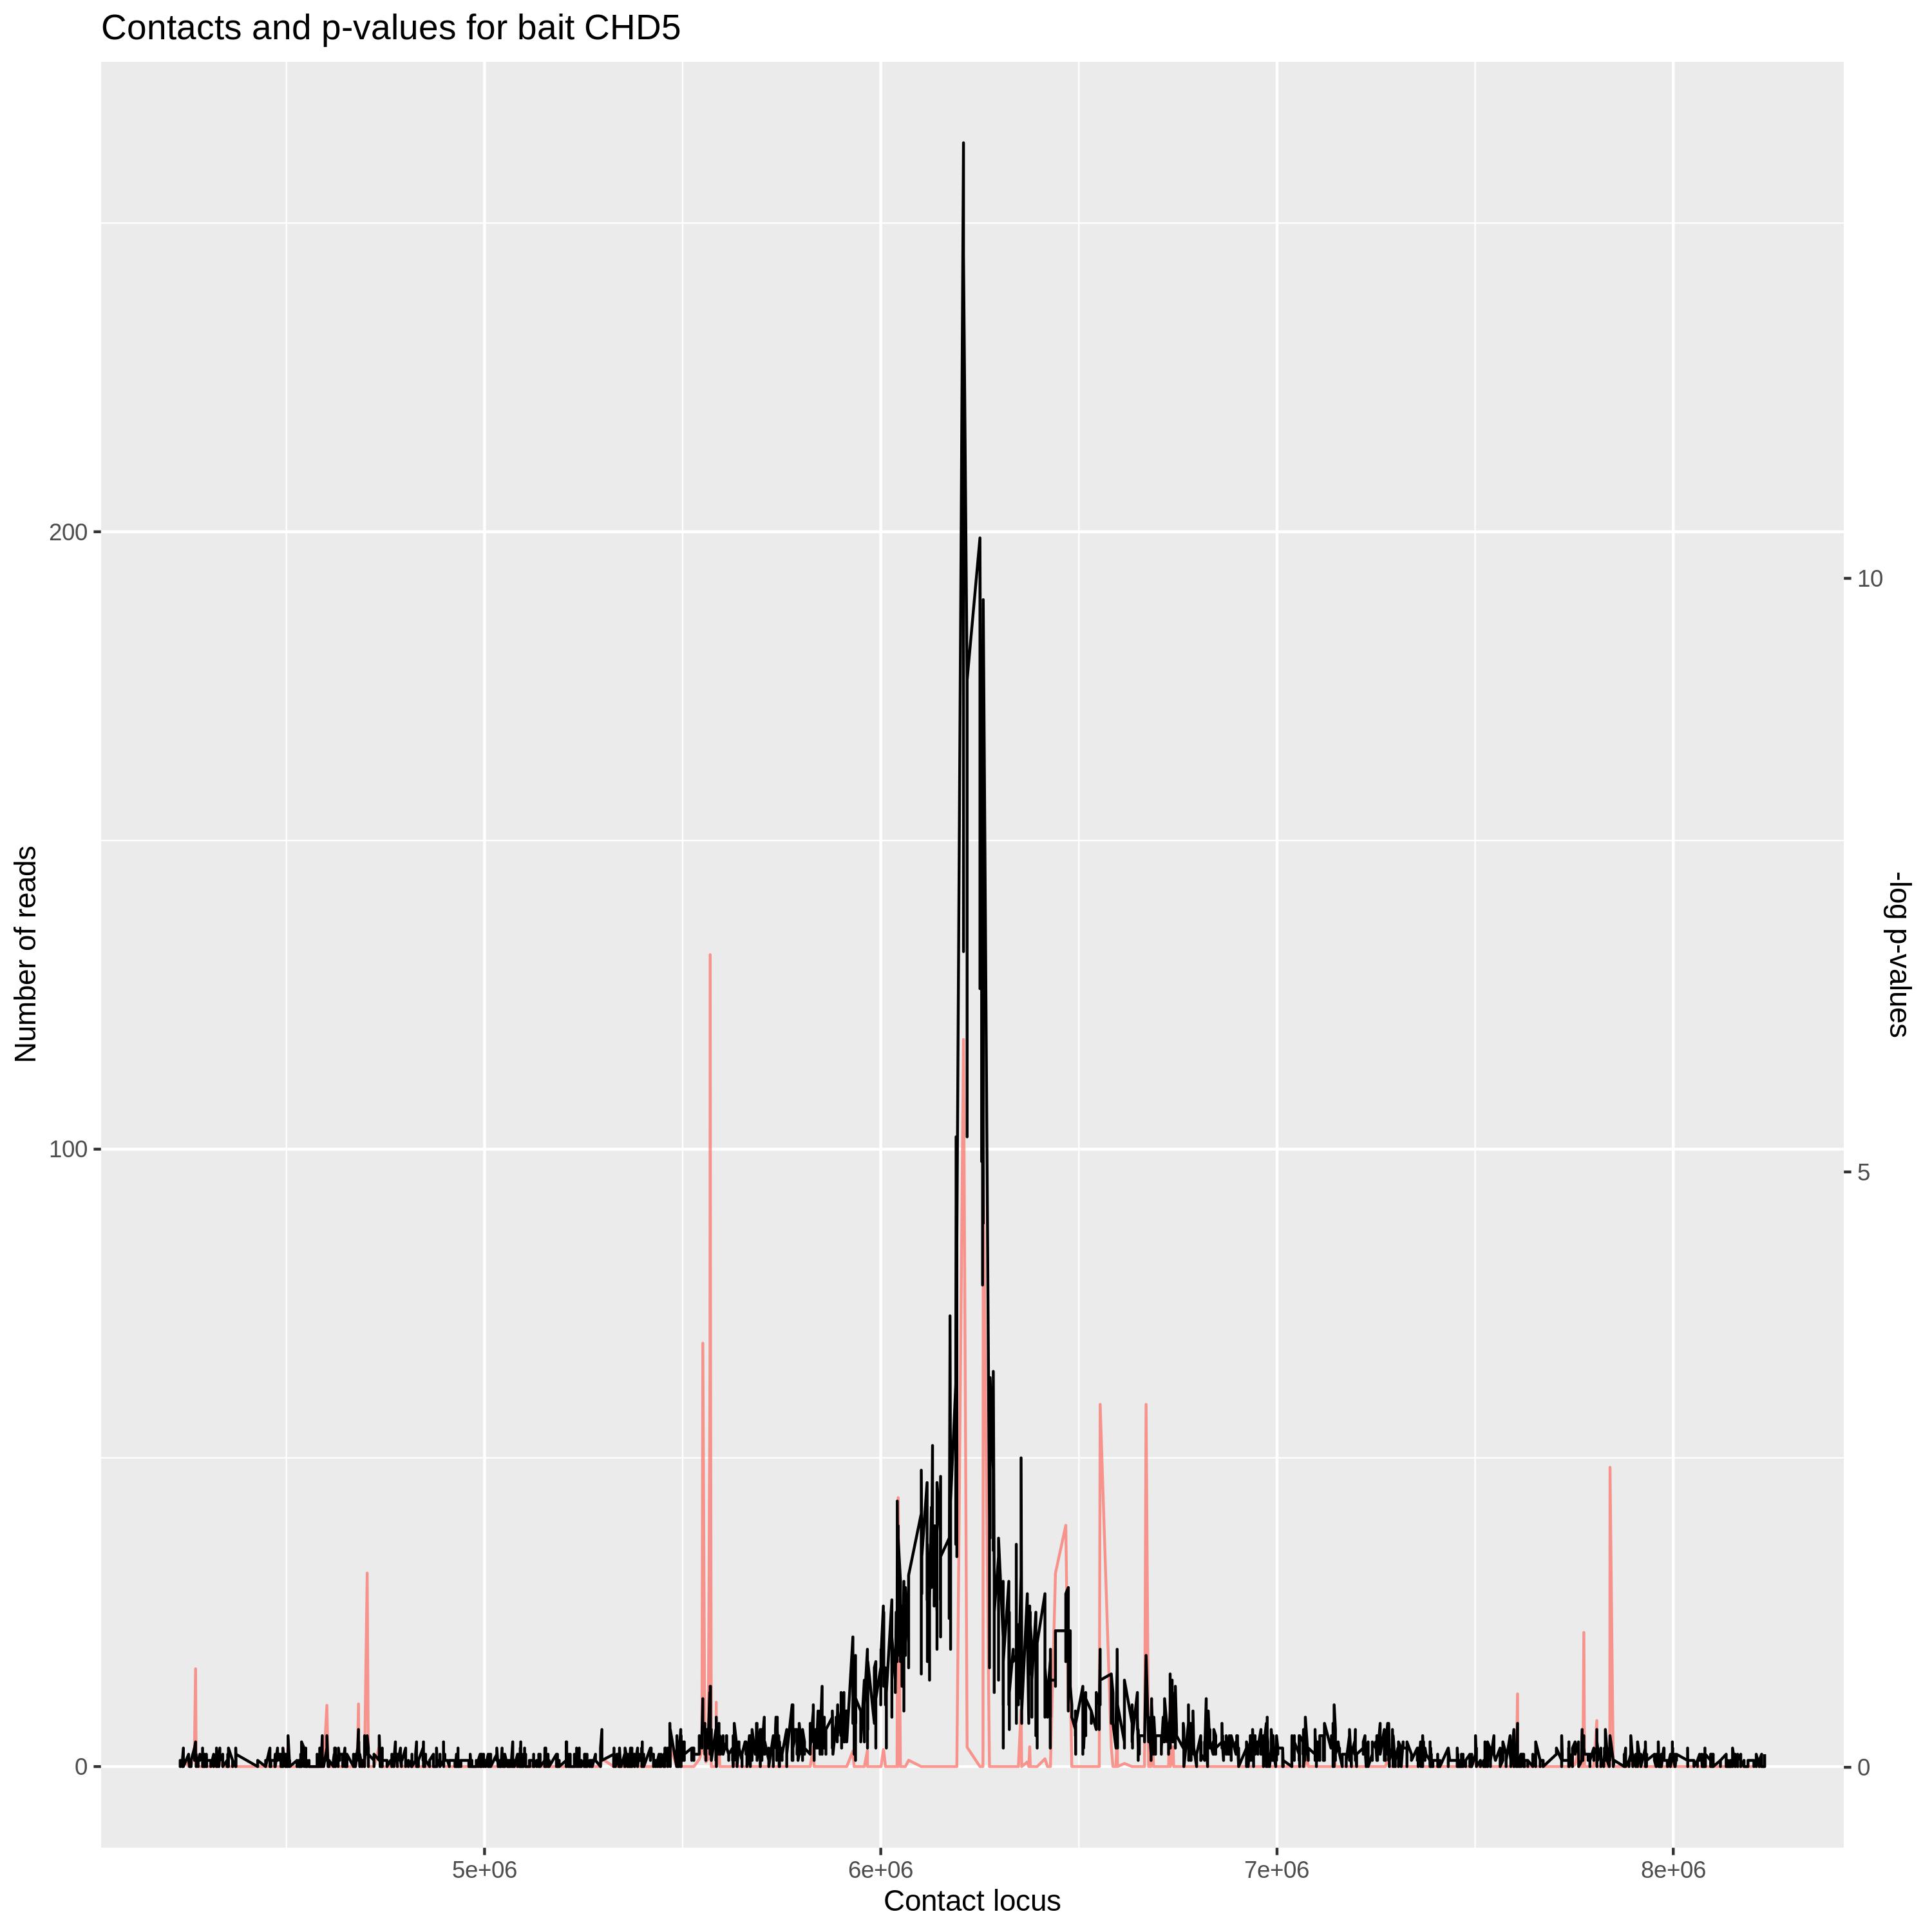 Contacts and p-values for bait CHD5
200
100
0
Number of reads
10
5
0
-log p-values
5e+06
6e+06
7e+06
8e+06
Contact locus